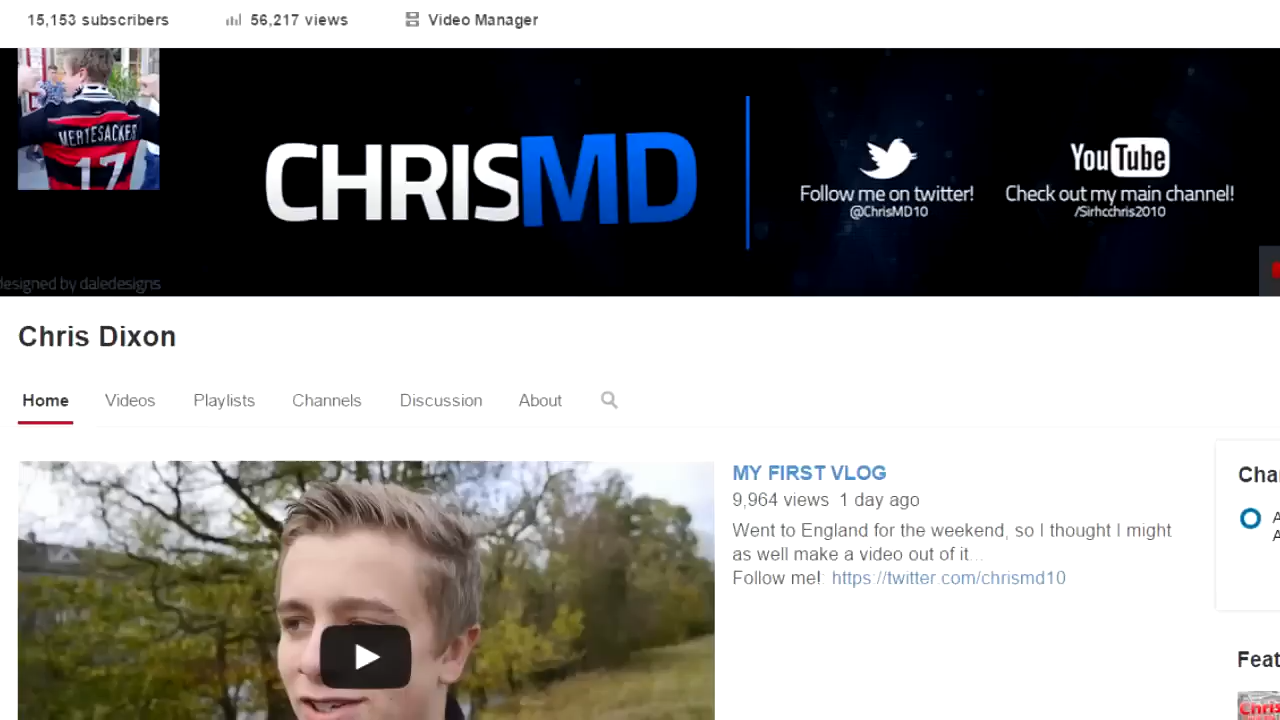 15,153 subscribers
56,217 views
Video Manager
MERTESACKER
17
CHRISMD
Follow me on twitter!
@ChrisMD10
YouTube
Check out my main channel!
/Sirhcchris2010
designed by daledesigns
Chris Dixon
Home
Videos
Playlists
Channels
Discussion
About
MY FIRST VLOG
9,964 views 1 day ago
Went to England for the weekend, so I thought I might
as well make a video out of it...
Follow me!: https://twitter.com/chrismd10
Cha
A
A
Feat
Chris